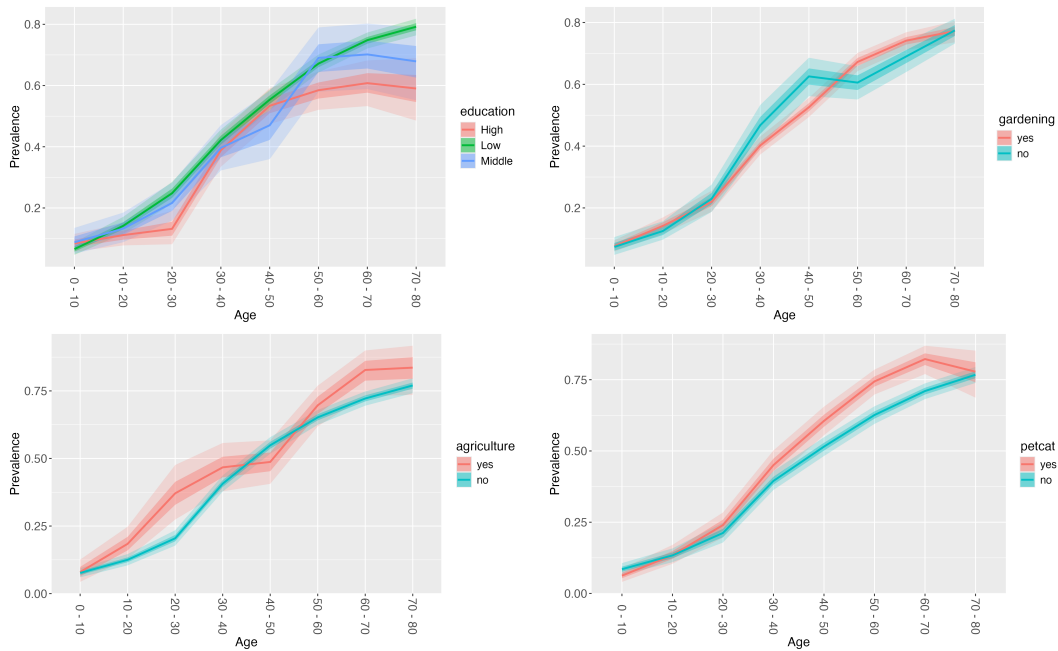 0.8
0.6
0.4
0.2
Prevalence
0 - 10
10 - 20
20 - 30
30 - 40
40 - 50
50 - 60
60 - 70
70 - 80
Age
education
High
Low
Middle
0.8
0.6
0.4
0.2
Prevalence
0 - 10
10 - 20
20 - 30
30 - 40
40 - 50
50 - 60
60 - 70
70 - 80
Age
gardening
yes
no
0.75
0.50
0.25
0.00
Prevalence
0 - 10
10 - 20
20 - 30
30 - 40
40 - 50
50 - 60
60 - 70
70 - 80
Age
agriculture
yes
no
0.75
0.50
0.25
0.00
Prevalence
0 - 10
10 - 20
20 - 30
30 - 40
40 - 50
50 - 60
60 - 70
70 - 80
Age
petcat
yes
no